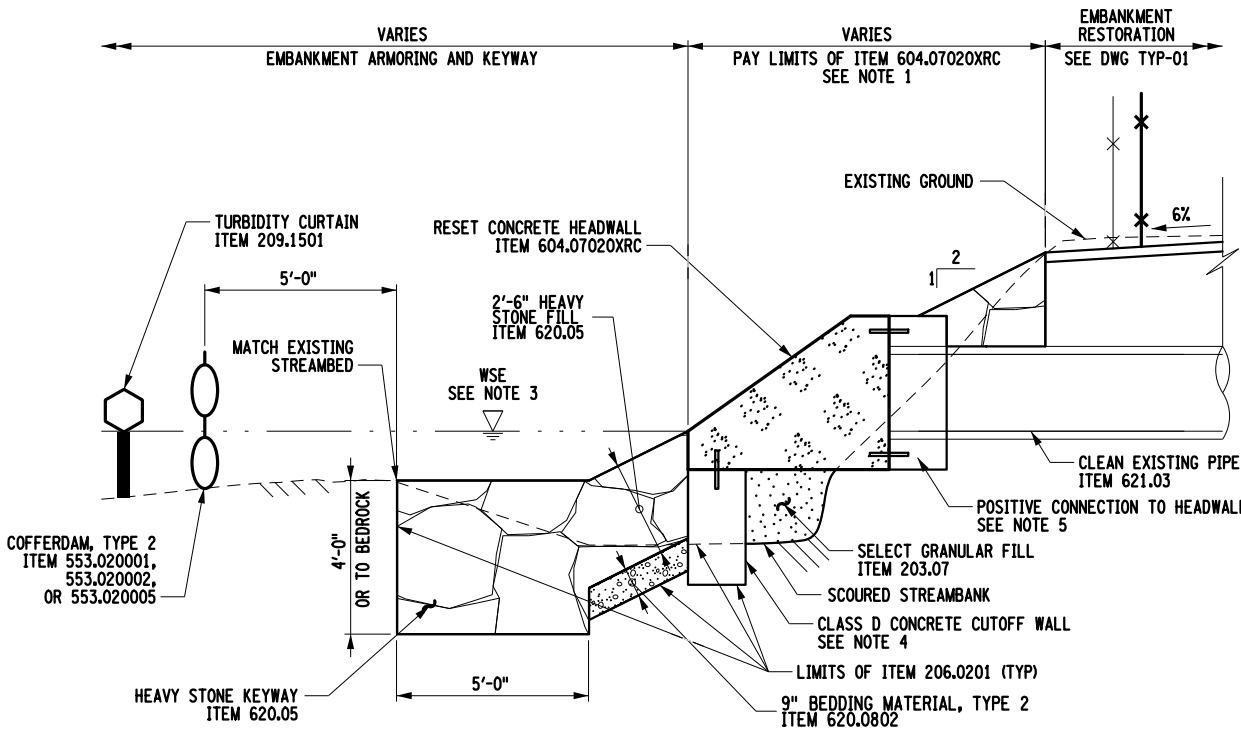 VARIES
EMBANKMENT ARMORING AND KEYWAY
VARIES
PAY LIMITS OF ITEM 604.07020XRC
SEE NOTE 1
EMBANKMENT
RESTORATION
SEE DWG TYP-01
EXISTING GROUND
6%
TURBIDITY CURTAIN
ITEM 209.1501
RESET CONCRETE HEADWALL
ITEM 604.07020XRC
2
1
5'-0"
2'-6" HEAVY
STONE FILL
ITEM 620.05
MATCH EXISTING
STREAMBED
WSE
SEE NOTE 3
CLEAN EXISTING PIPE
ITEM 621.03
POSITIVE CONNECTION TO HEADWALL
SEE NOTE 5
COFFERDAM, TYPE 2
ITEM 553.020001,
553.020002,
OR 553.020005
4'-0"
OR TO BEDROCK
SELECT GRANULAR FILL
ITEM 203.07
SCOURED STREAMBANK
CLASS D CONCRETE CUTOFF WALL
SEE NOTE 4
LIMITS OF ITEM 206.0201 (TYP)
HEAVY STONE KEYWAY
ITEM 620.05
5'-0"
9" BEDDING MATERIAL, TYPE 2
ITEM 620.0802